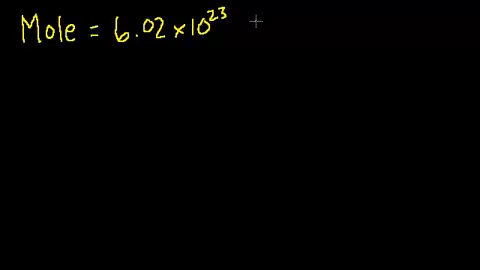 Mole = 6.02 × 10²³